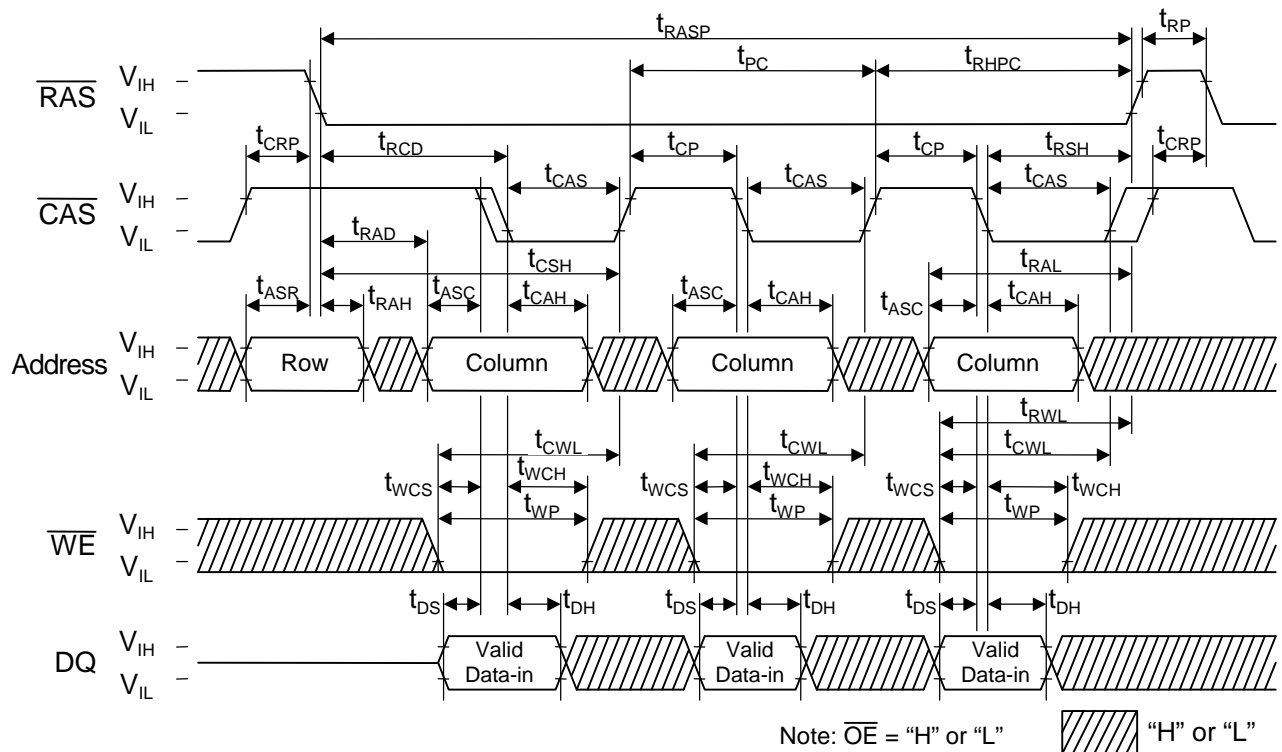 tRASP tRP
tPC tRHPC
RAS VIH
VIL
tCRP tRCD tCP tCP tRSH tCRP
tCAS tCAS tCAS
CAS VIH
VIL
tRAD
tCSH tRAL
tASR tRAH tASC tCAH tASC tCAH tASC tCAH
Address VIH
VIL
Row Column Column Column
tRWL
tCWL tCWL tCWL
tWCS tWCH tWCS tWCH tWCS tWCH
tWP tWP tWP
WE VIH
VIL
tDS tDH tDS tDH tDS tDH
DQ VIH
VIL
Valid Data-in Valid Data-in Valid Data-in
Note: OE = “H” or “L” “H” or “L”